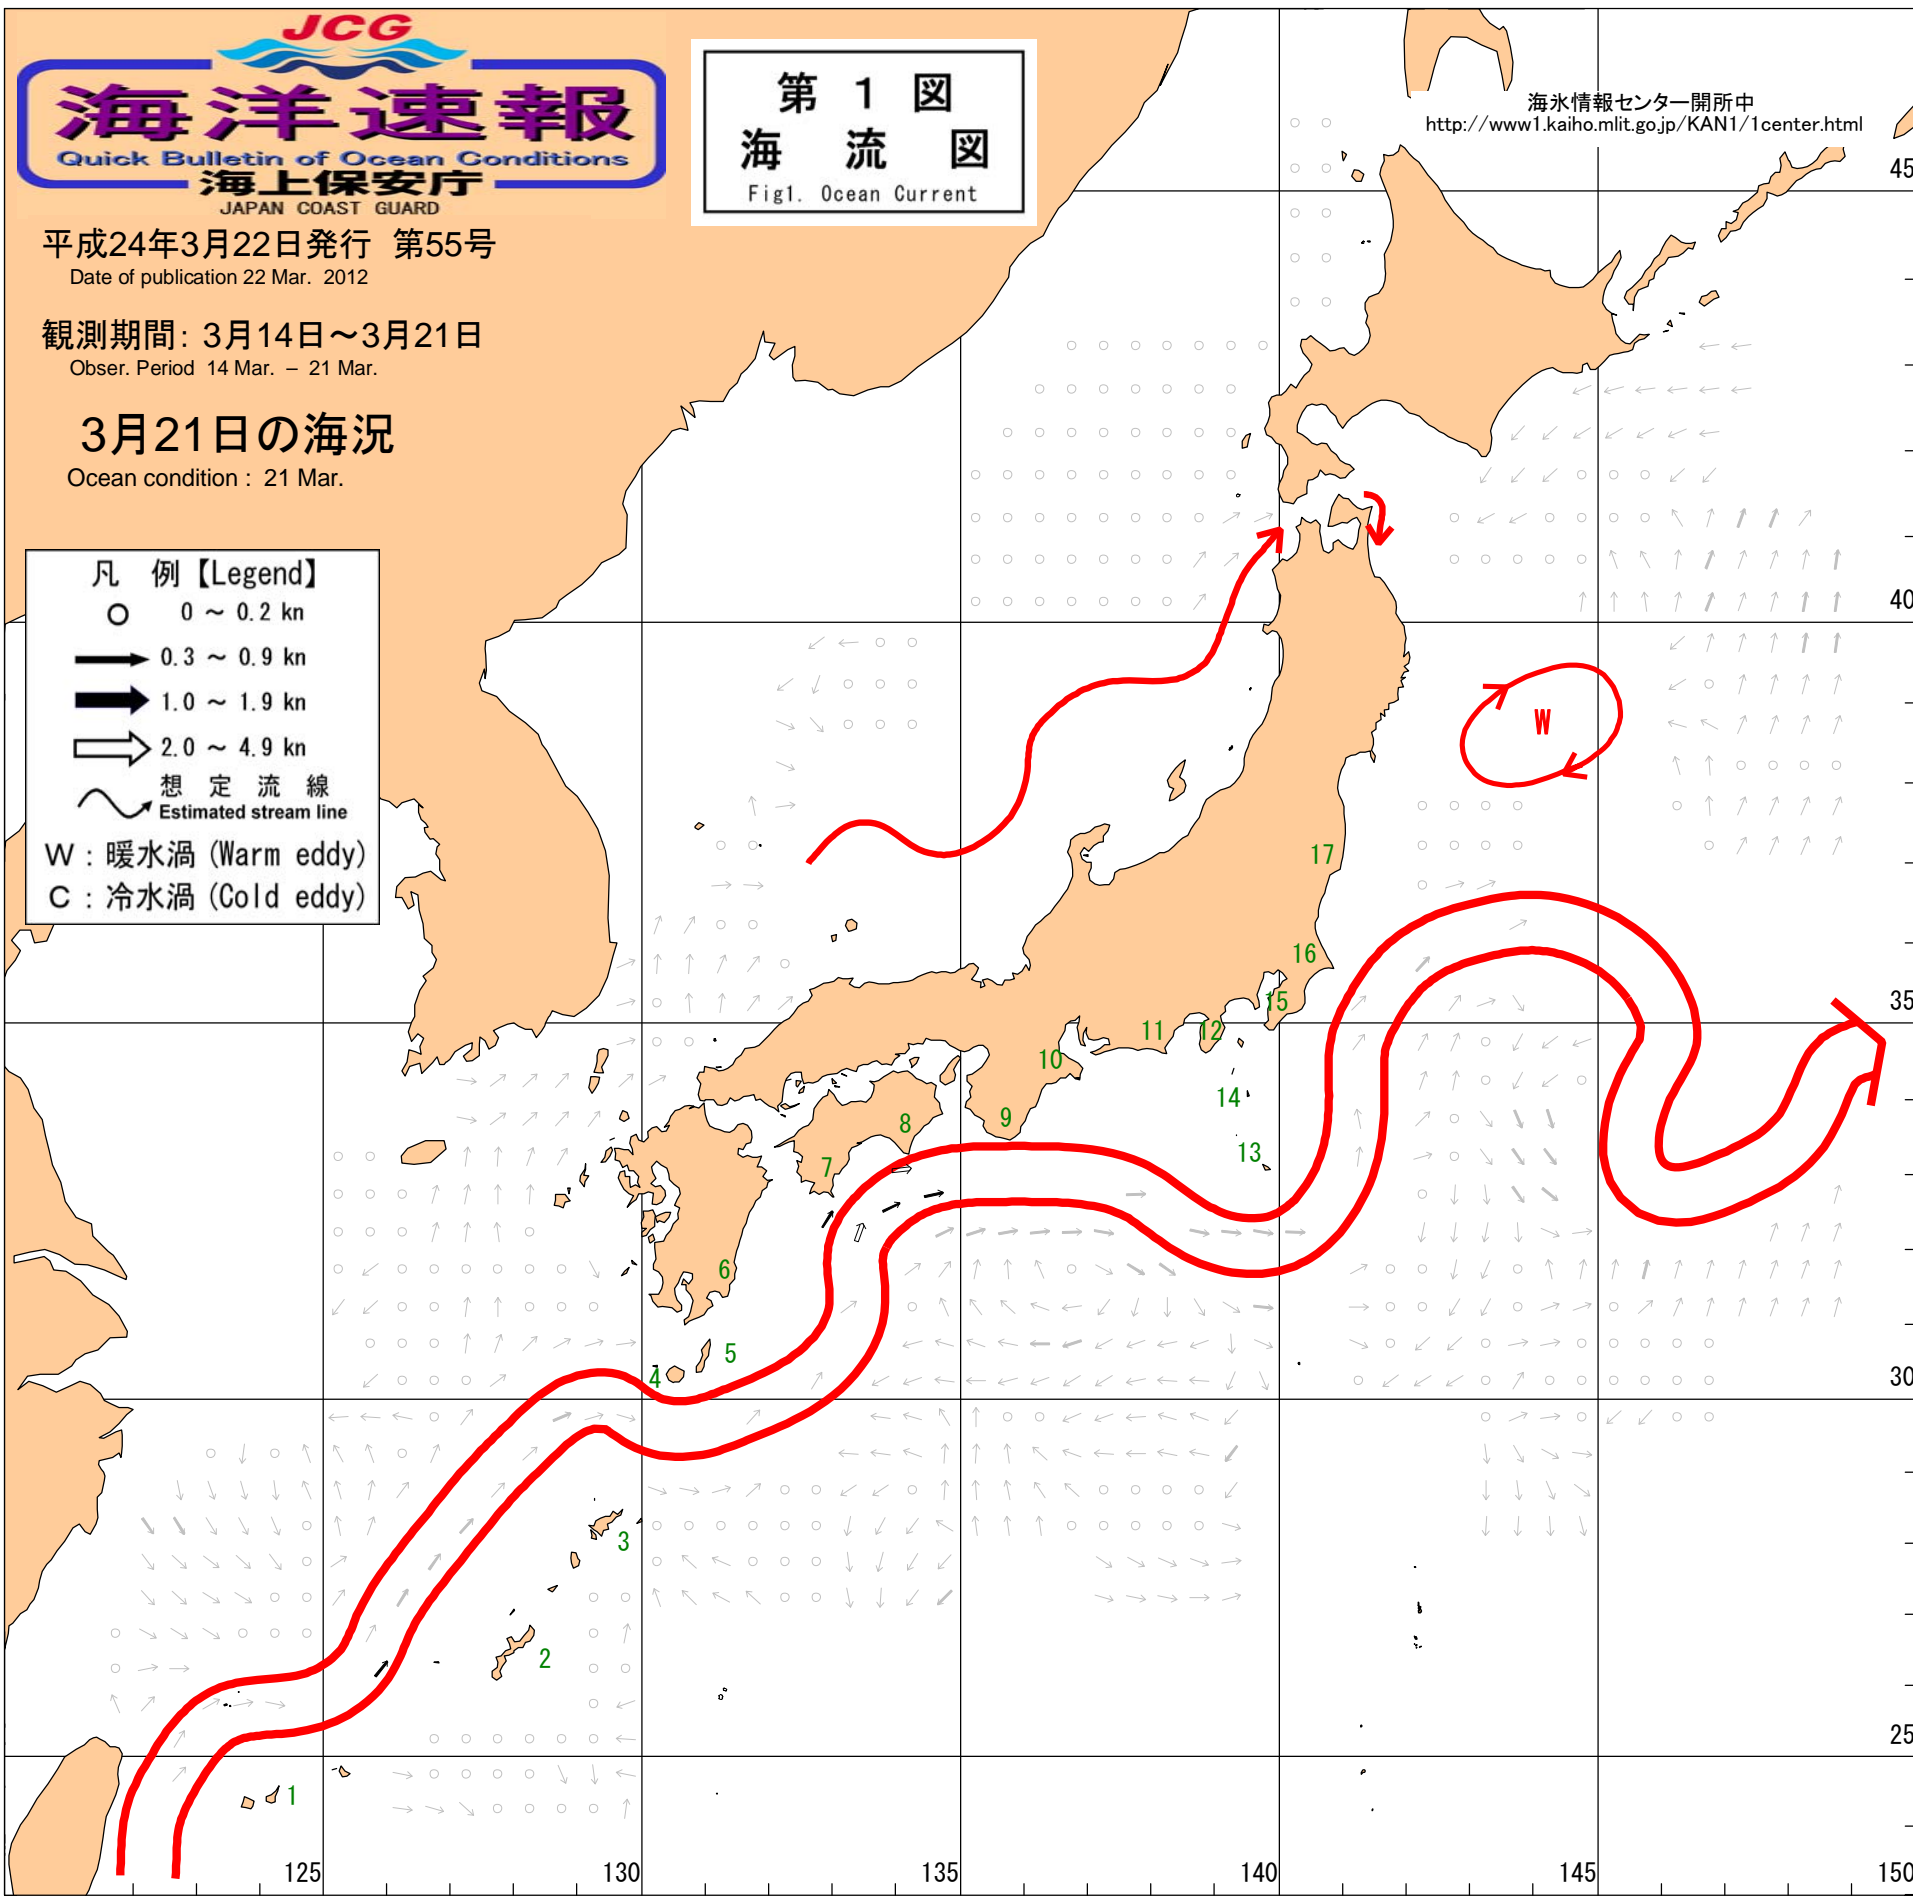 JCG
海洋速報
Quick Bulletin of Ocean Conditions
海上保安庁
JAPAN COAST GUARD
第 1 図
海 流 図
Fig1. Ocean Current
海氷情報センター開所中
http://www1.kaiho.mlit.go.jp/KAN1/1center.html
平成24年3月22日発行 第55号
Date of publication 22 Mar. 2012
観測期間: 3月14日～3月21日
Obser. Period 14 Mar. – 21 Mar.
3月21日の海況
Ocean condition : 21 Mar.
凡 例【Legend】
0 ～ 0.2 kn
0.3 ～ 0.9 kn
1.0 ～ 1.9 kn
2.0 ～ 4.9 kn
想 定 流 線
Estimated stream line
W : 暖水渦 (Warm eddy)
C : 冷水渦 (Cold eddy)
45
40
W
17
16
35
15
11
12
10
14
9
8
13
7
6
5
4
30
3
2
25
1
125
130
135
140
145
150